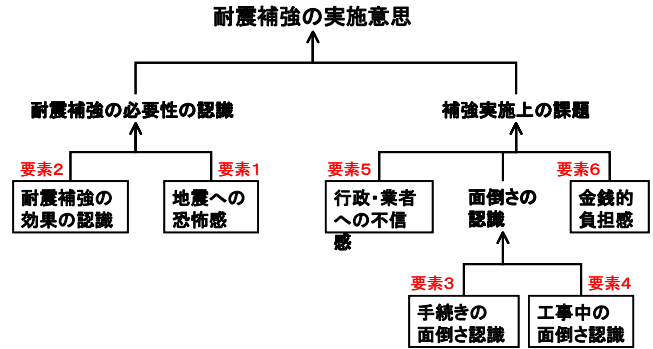 耐震補強の実施意思
耐震補強の必要性の認識
補強実施上の課題
要素2
要素1
要素5
要素6
耐震補強の
効果の認識
地震への
恐怖感
行政・業者
への不信
感
面倒さの
認識
金銭的
負担感
要素3
要素4
手続きの
面倒さ認識
工事中の
面倒さ認識